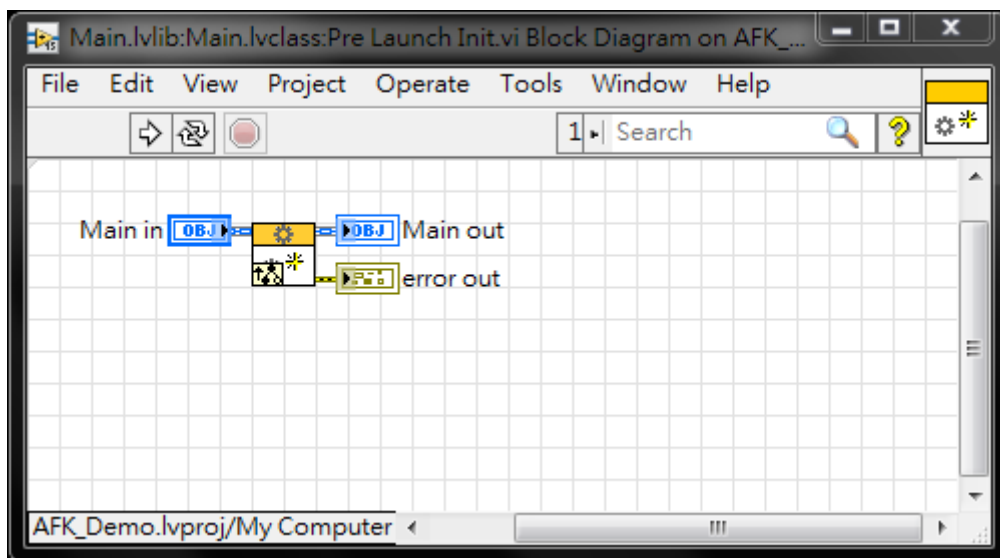 Main.lvlib:Main.lvclass:Pre Launch Init.vi Block Diagram on AFK_...
File Edit View Project Operate Tools Window Help
1 Search
Main in OBJ OBJ Main out
error out
AFK_Demo.lvproj/My Computer